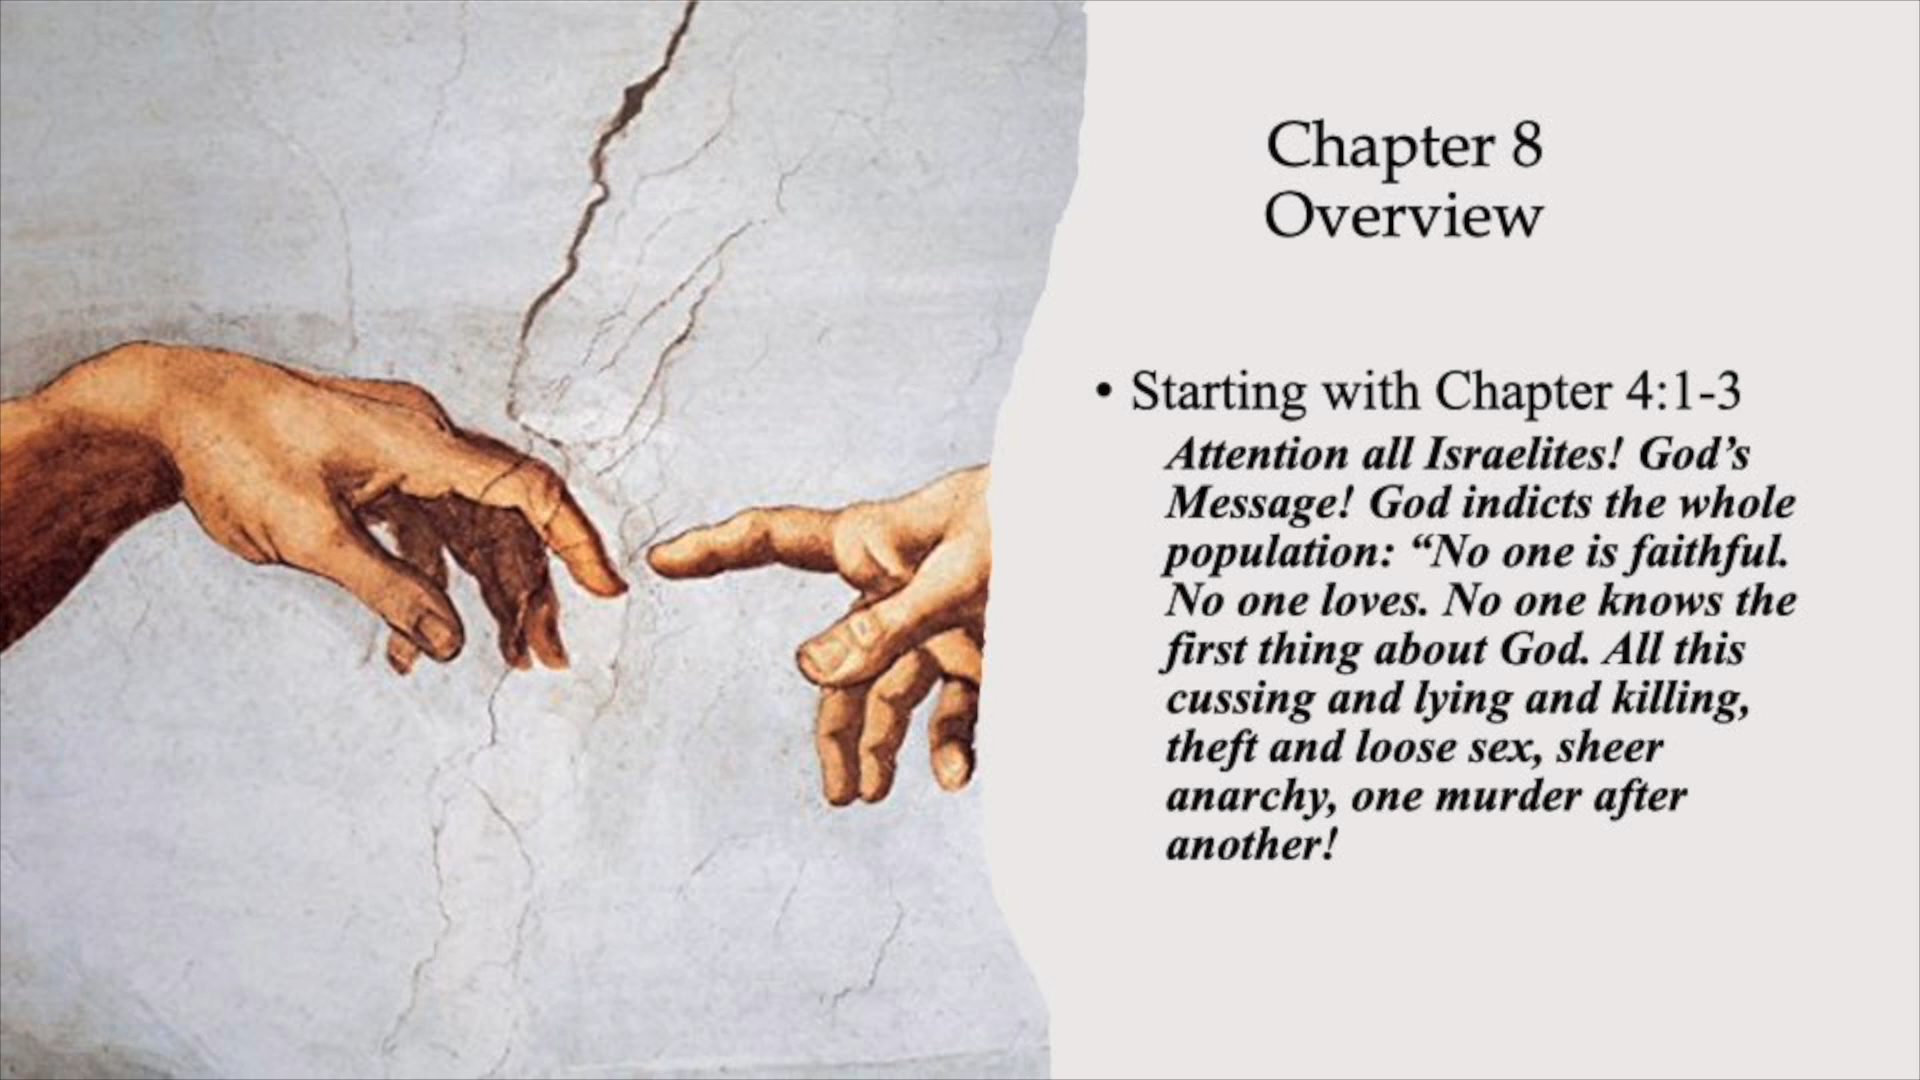 Chapter 8
Overview
• Starting with Chapter 4:1-3
Attention all Israelites! God’s
Message! God indicts the whole
population: “No one is faithful.
No one loves. No one knows the
first thing about God. All this
cussing and lying and killing,
theft and loose sex, sheer
anarchy, one murder after
another!